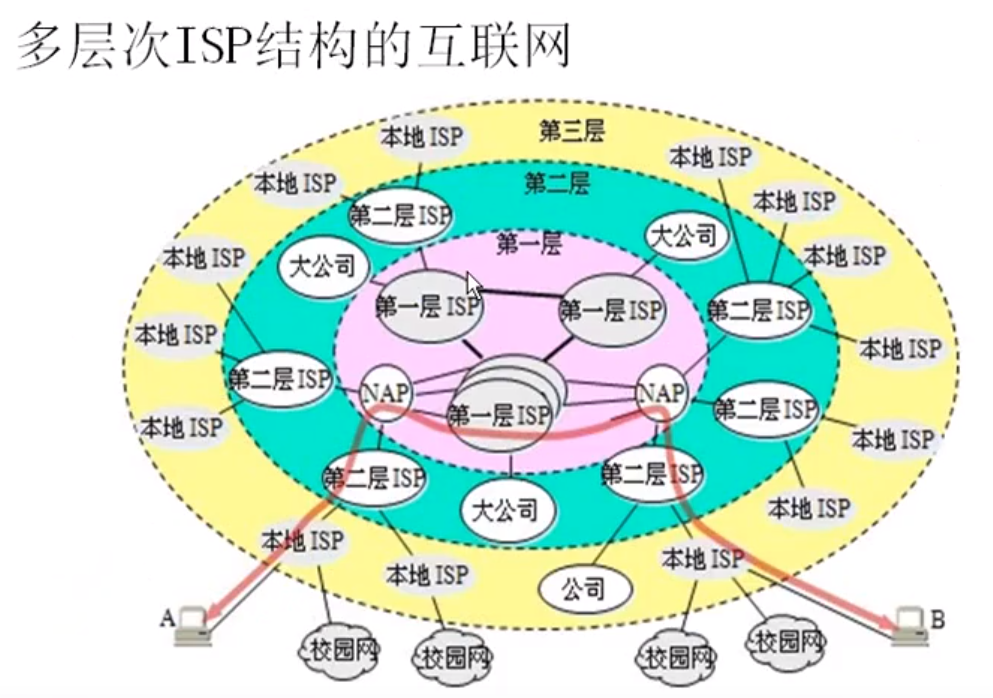 多层次ISP结构的互联网
第三层
本地 ISP
本地 ISP
本地 ISP
第二层
本地 ISP
第二层 ISP
大公司
第一层
本地 ISP
大公司
本地 ISP
第一层 ISP
第一层 ISP
第二层 ISP
本地 ISP
本地 ISP
第二层 ISP
NAP
NAP
第一层 ISP
第二层 ISP
本地 ISP
本地 ISP
第二层 ISP
第二层 ISP
大公司
本地 ISP
本地 ISP
本地 ISP
本地 ISP
公司
A
B
校园网
校园网
校园网
校园网